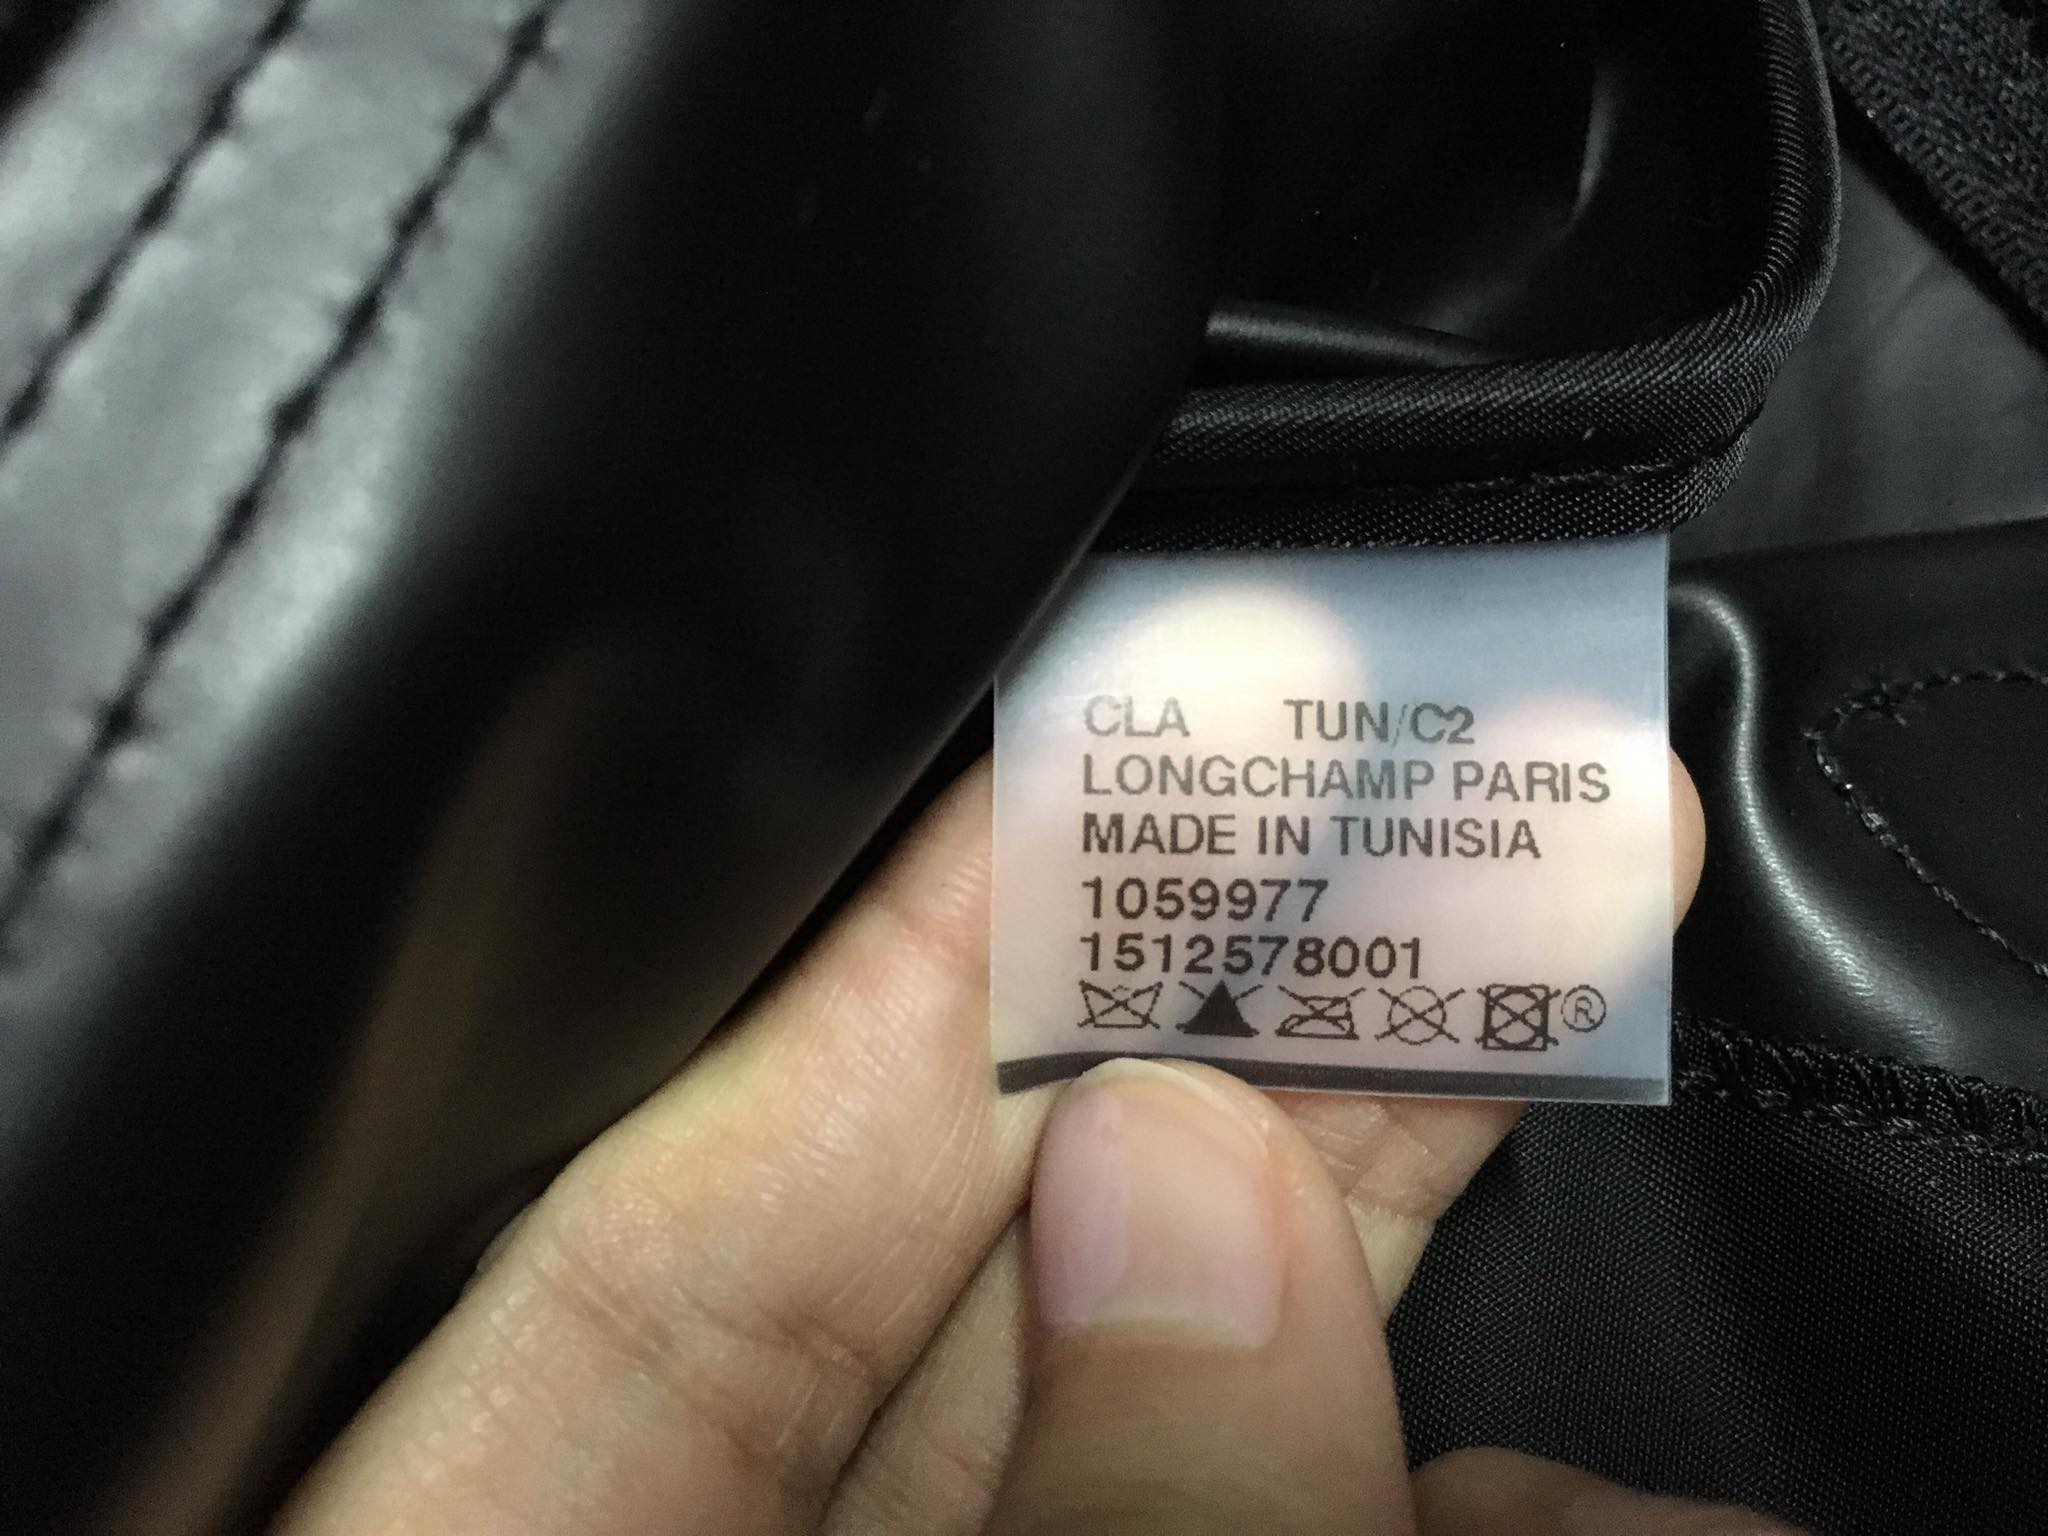 CLA TUN/C2
LONGCHAMP PARIS
MADE IN TUNISIA
1059977
1512578001
®